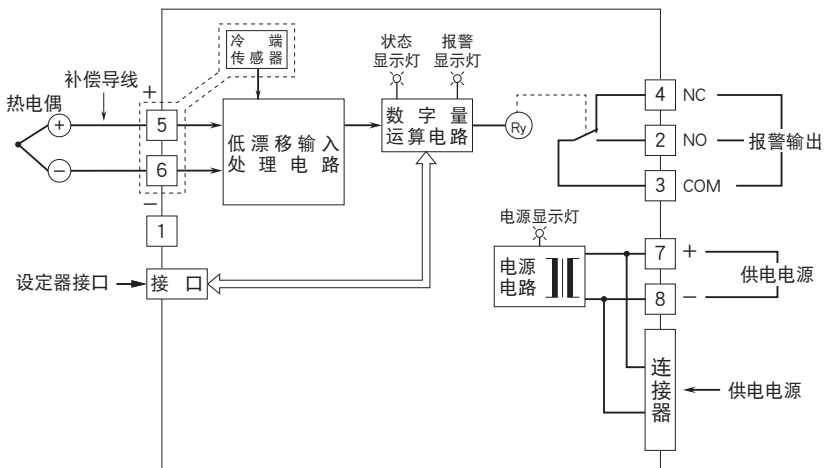 冷 端
传感器
状态
显示灯
报警
显示灯
补偿导线
热电偶
+
+
5
低漂移输入
处理电路
数字量
运算电路
Ry
4 NC
2 NO
报警输出
3 COM
−
6
−
1
电源显示灯
电源
电路
7 +
供电电源
8 −
设定器接口
接 口
连接器
供电电源